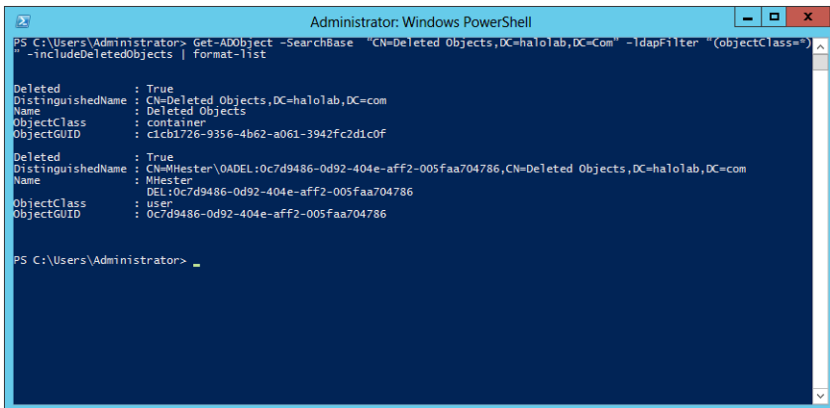 Administrator: Windows PowerShell
PS C:\Users\Administrator> Get-ADObject -SearchBase  "CN=Deleted Objects,DC=halolab,DC=Com" -ldapFilter "(objectClass=*)
" -includeDeletedObjects | format-list
Deleted           : True
DistinguishedName : CN=Deleted Objects,DC=halolab,DC=com
Name              : Deleted Objects
ObjectClass       : container
ObjectGUID        : c1cb1726-9356-4b62-a061-3942fc2d1c0f
Deleted           : True
DistinguishedName : CN=MHester\0ADEL:0c7d9486-0d92-404e-aff2-005faa704786,CN=Deleted Objects,DC=halolab,DC=com
Name              : MHester
                    DEL:0c7d9486-0d92-404e-aff2-005faa704786
ObjectClass       : user
ObjectGUID        : 0c7d9486-0d92-404e-aff2-005faa704786
PS C:\Users\Administrator> _